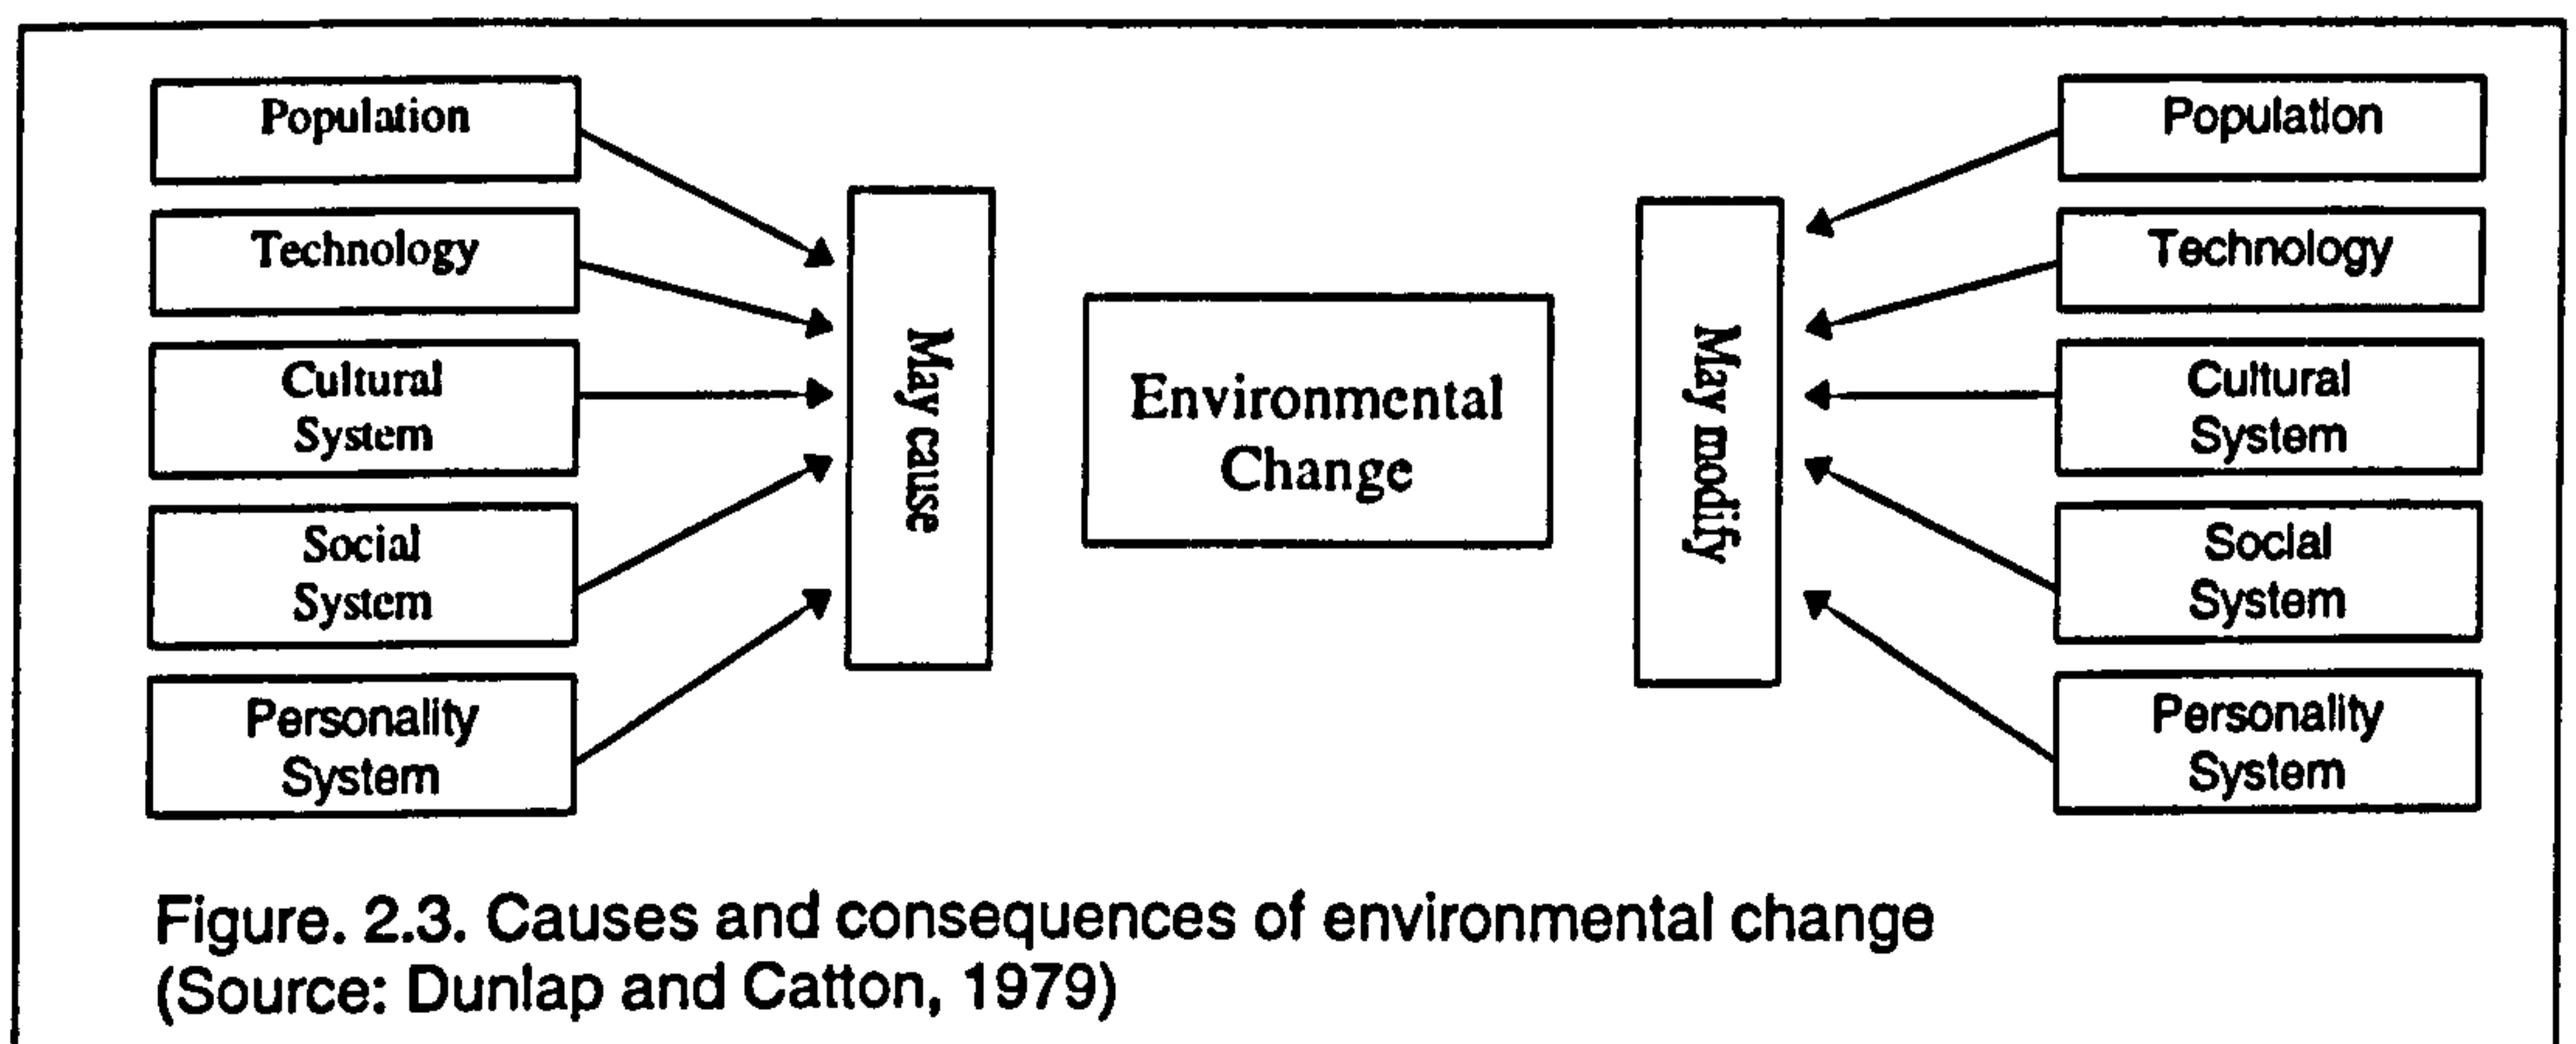 Population
Technology
Cultural
System
Social
System
Personality
System
May cause
Environmental
Change
May modify
Population
Technology
Cultural
System
Social
System
Personality
System
Figure. 2.3. Causes and consequences of environmental change
(Source: Dunlap and Catton, 1979)